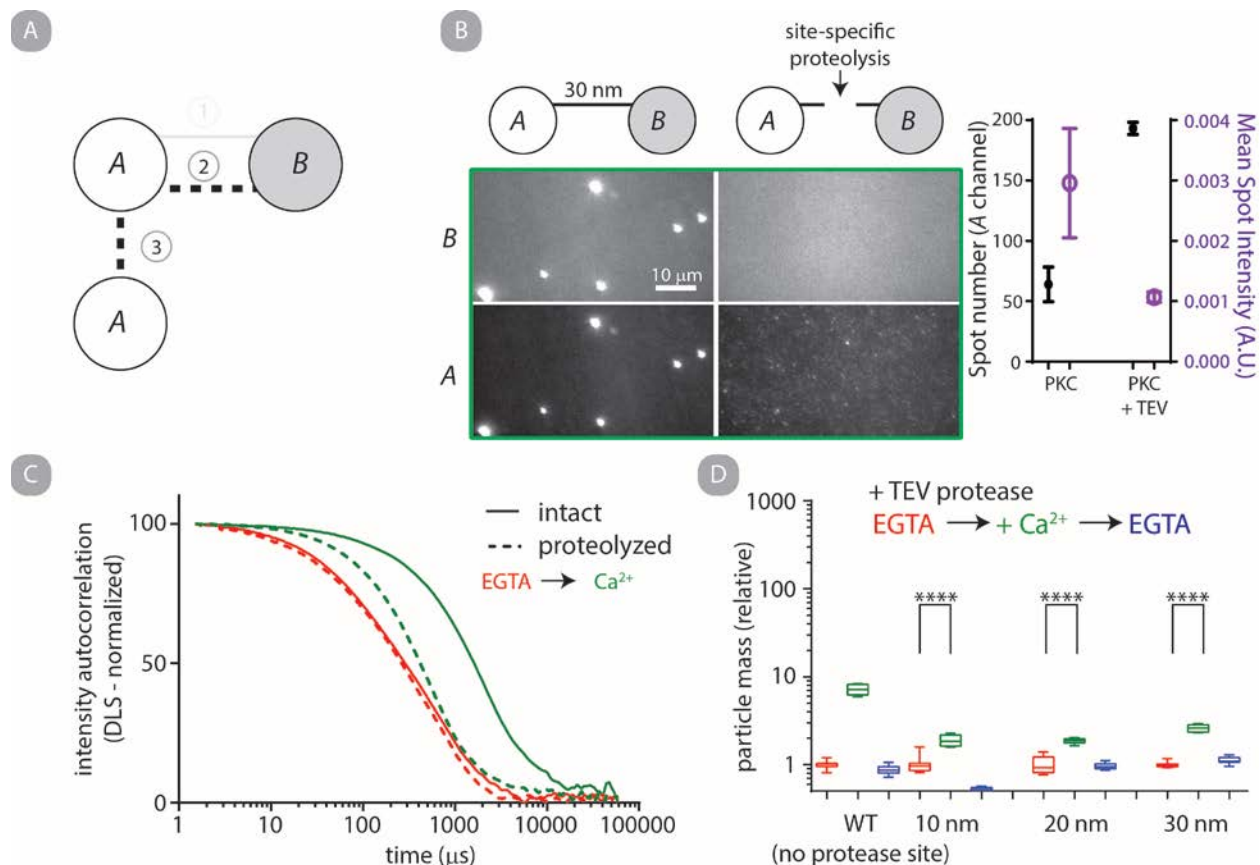 A
1
A
2
B
3
A
B
site-specific
proteolysis
30 nm
A
B
A
B
B
10 μm
A
Spot number (A channel)
200
150
100
50
0
PKC
PKC
+ TEV
0.004
0.003
0.002
0.001
0.000
Mean Spot Intensity (A.U.)
C
intensity autocorrelation
(DLS - normalized)
100
50
0
intact
proteolyzed
EGTA → Ca²⁺
1
10
100
1000
10000
100000
time (μs)
D
+ TEV protease
EGTA → + Ca²⁺ → EGTA
particle mass (relative)
1000
100
10
1
****
****
****
WT
10 nm
20 nm
30 nm
(no protease site)